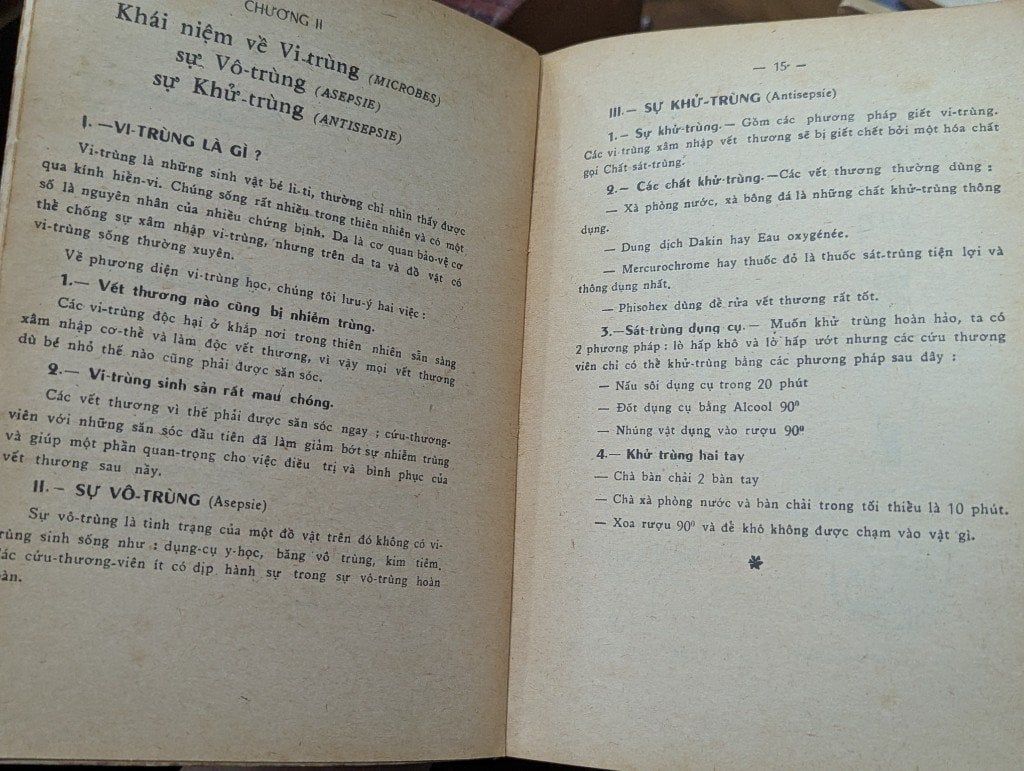 CHƯƠNG II
Khái niệm về Vi-trùng (MICROBES)
sự Vô-trùng (ASEPSIE)
sự Khử-trùng (ANTISEPSIE)
I. —VI-TRÙNG LÀ GÌ ?
Vi-trùng là những sinh vật bé li-ti, thường chỉ nhìn thấy được
qua kính hiển-vi. Chúng sống rất nhiều trong thiên nhiên và có một
số là nguyên nhân của nhiều chứng bịnh. Da là cơ quan bảo-vệ cơ
thể chống sự xâm nhập vi-trùng, nhưng trên da ta và đồ vật có
vi-trùng sống thường xuyên.
Về phương diện vi-trùng học, chúng tôi lưu-ý hai việc :
1.— Vết thương nào cũng bị nhiễm trùng.
Các vi-trùng độc hại ở khắp nơi trong thiên nhiên sẵn sàng
xâm nhập cơ-thể và làm độc vết thương, vì vậy mọi vết thương
dù bé nhỏ thế nào cũng phải được săn sóc.
2.— Vi-trùng sinh sản rất mau chóng.
Các vết thương vì thế phải được săn sóc ngay ; cứu-thương-
viên với những săn sóc đầu tiên đã làm giảm bớt sự nhiễm trùng
và giúp một phần quan-trọng cho việc điều trị và bình phục của
vết thương sau nầy.
II.— SỰ VÔ-TRÙNG (Asepsie)
Sự vô-trùng là tình trạng của một đồ vật trên đó không có vi-
rùng sinh sống như : dụng-cụ y-học, băng vô trùng, kim tiêm.
ác cứu-thương-viên ít có dịp hành sự trong sự vô-trùng hoàn
àn.
— 15 —
III.— SỰ KHỬ-TRÙNG (Antisepsie)
1.— Sự khử-trùng.— Gồm các phương pháp giết vi-trùng.
Các vi trùng xâm nhập vết thương sẽ bị giết chết bởi một hóa chất
gọi Chất sát-trùng.
2.— Các chất khử-trùng.—Các vết thương thường dùng :
— Xà phòng nước, xà bông đá là những chất khử-trùng thông
dụng.
— Dung dịch Dakin hay Eau oxygénée.
— Mercurochrome hay thuốc đỏ là thuốc sát-trùng tiện lợi và
thông dụng nhất.
— Phisohex dùng để rửa vết thương rất tốt.
3.—Sát-trùng dụng cụ.— Muốn khử trùng hoàn hảo, ta có
2 phương pháp : lò hấp khô và lở hấp ướt nhưng các cứu thương
viên chỉ có thể khử-trùng bằng các phương pháp sau đây :
— Nấu sôi dụng cụ trong 20 phút
— Đốt dụng cụ bằng Alcool 90⁰
— Nhúng vật dụng vào rượu 90⁰
4.— Khử trùng hai tay
— Chà bàn chải 2 bàn tay
— Chà xà phòng nước và bàn chải trong tối thiều là 10 phút.
— Xoa rượu 90⁰ và để khô không được chạm vào vật gì.